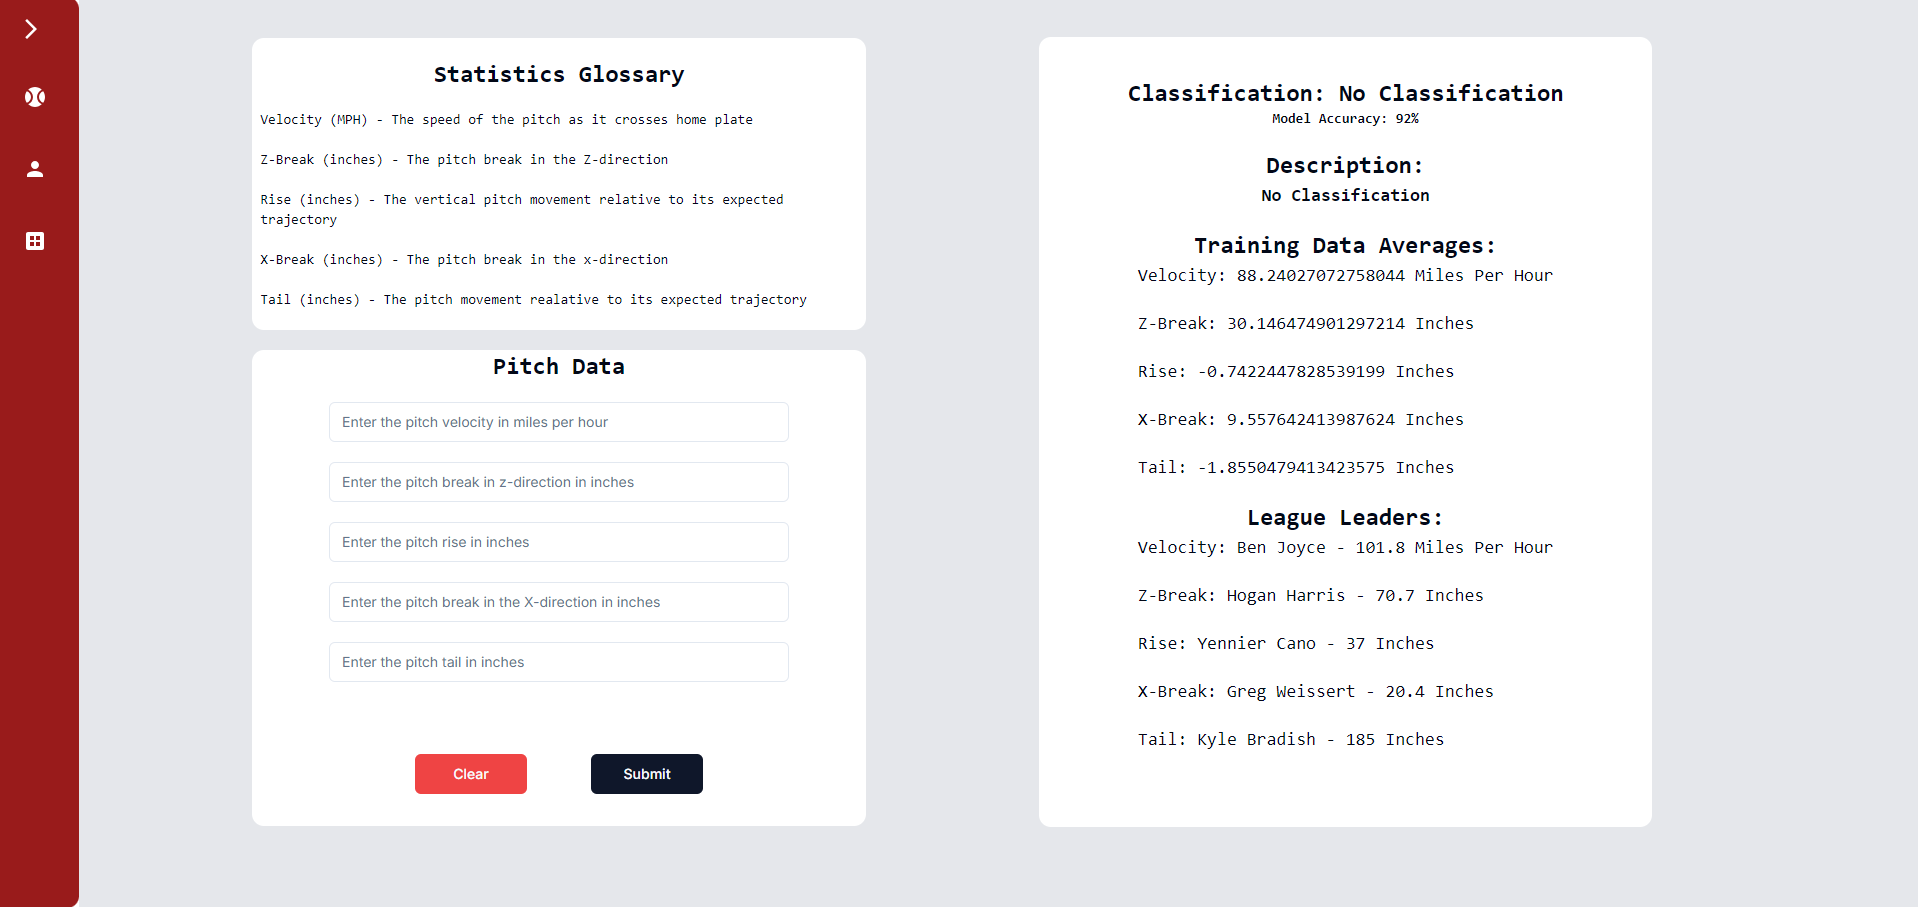 Statistics Glossary
Velocity (MPH) - The speed of the pitch as it crosses home plate
Z-Break (inches) - The pitch break in the Z-direction
Rise (inches) - The vertical pitch movement relative to its expected
trajectory
X-Break (inches) - The pitch break in the x-direction
Tail (inches) - The pitch movement realative to its expected trajectory
Pitch Data
Enter the pitch velocity in miles per hour
Enter the pitch break in z-direction in inches
Enter the pitch rise in inches
Enter the pitch break in the X-direction in inches
Enter the pitch tail in inches
Clear
Submit
Classification: No Classification
Model Accuracy: 92%
Description:
No Classification
Training Data Averages:
Velocity: 88.24027072758044 Miles Per Hour
Z-Break: 30.146474901297214 Inches
Rise: -0.7422447828539199 Inches
X-Break: 9.557642413987624 Inches
Tail: -1.8550479413423575 Inches
League Leaders:
Velocity: Ben Joyce - 101.8 Miles Per Hour
Z-Break: Hogan Harris - 70.7 Inches
Rise: Yennier Cano - 37 Inches
X-Break: Greg Weissert - 20.4 Inches
Tail: Kyle Bradish - 185 Inches